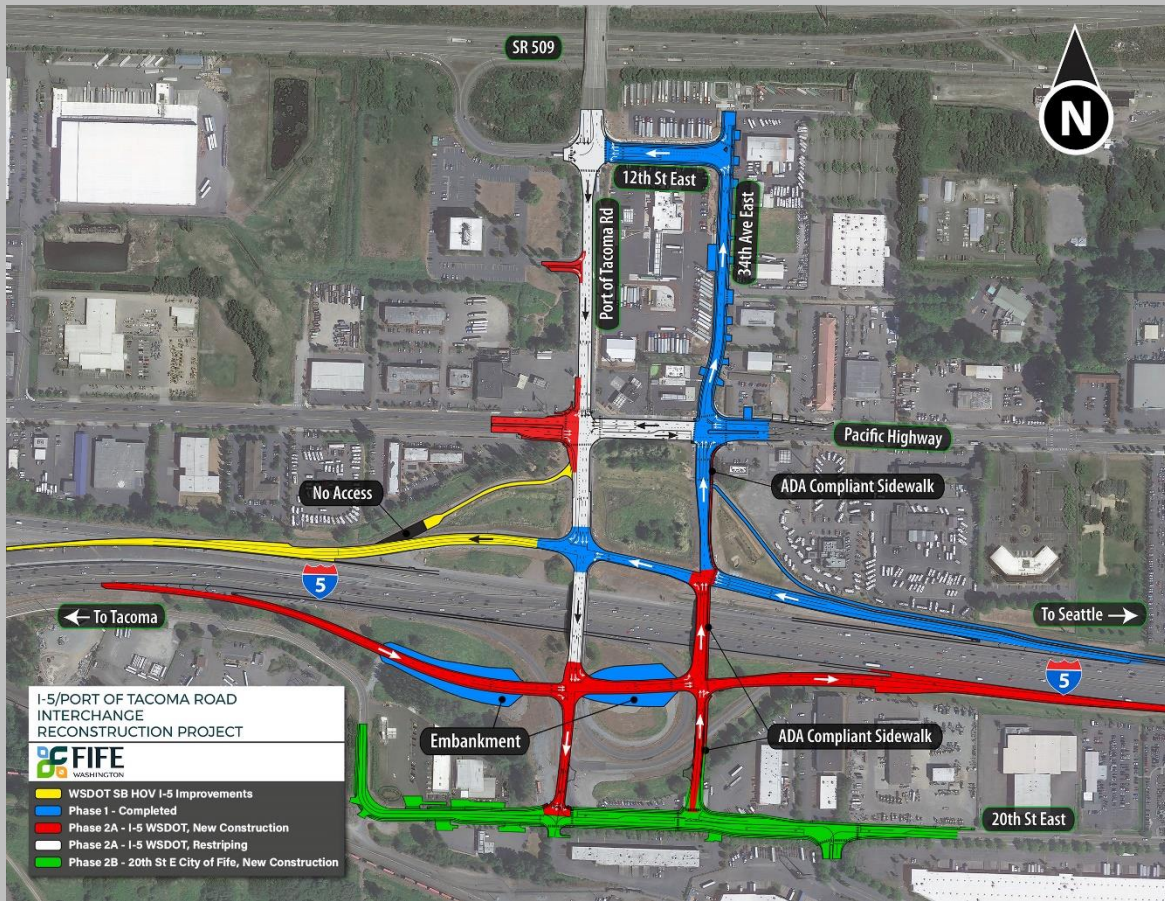 SR 509
N
12th St East
Port of Tacoma Rd
34th Ave East
Pacific Highway
ADA Compliant Sidewalk
No Access
5
To Tacoma
To Seattle
5
Embankment
ADA Compliant Sidewalk
20th St East
I-5/PORT OF TACOMA ROAD
INTERCHANGE
RECONSTRUCTION PROJECT
FIFE
WASHINGTON
WSDOT SB HOV I-5 Improvements
Phase 1 - Completed
Phase 2A - I-5 WSDOT, New Construction
Phase 2A - I-5 WSDOT, Restriping
Phase 2B - 20th St E City of Fife, New Construction